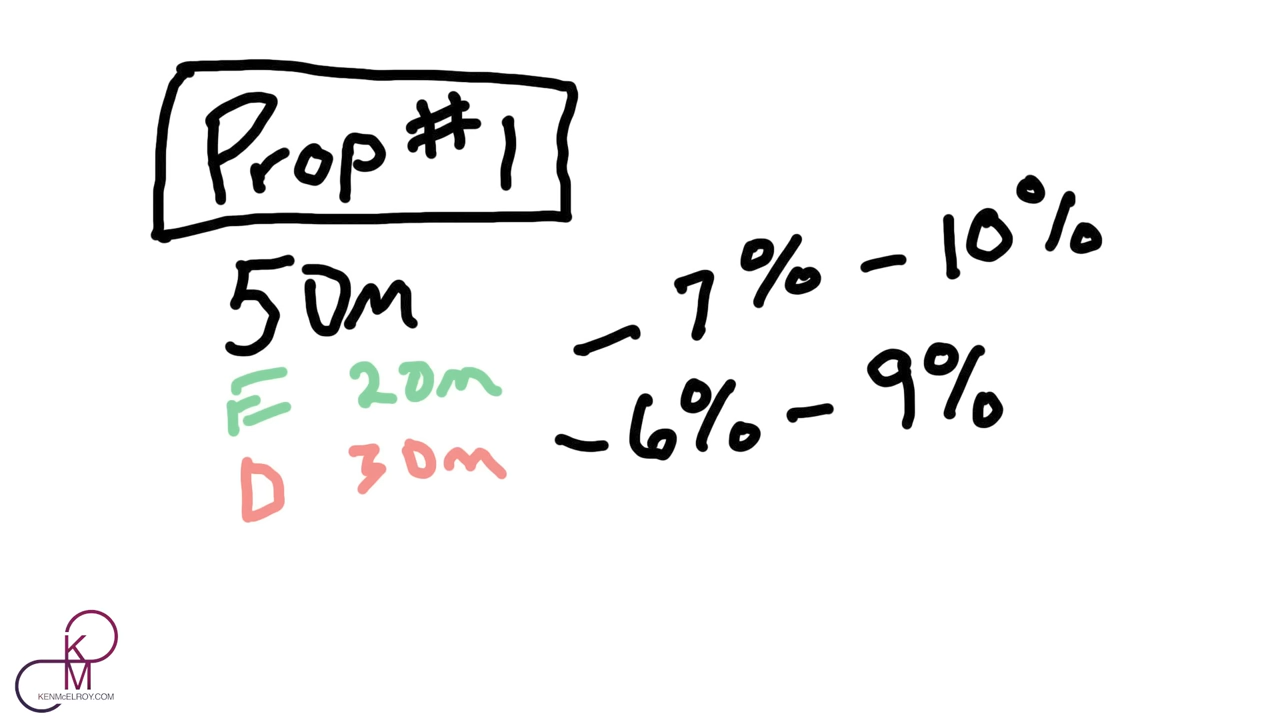 Prop #1
50m
- 7% - 10%
E 20m
- 6% - 9%
D 30m
KM
KENMcELROY.COM